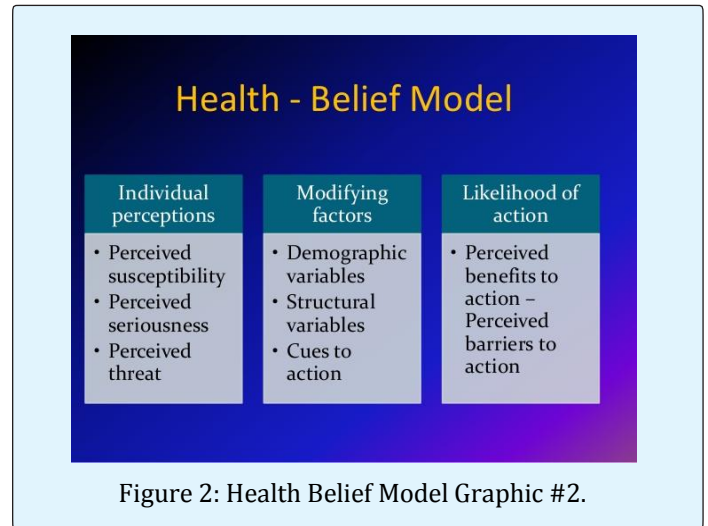 Health - Belief Model
Individual
perceptions
• Perceived
susceptibility
• Perceived
seriousness
• Perceived
threat
Modifying
factors
• Demographic
variables
• Structural
variables
• Cues to
action
Likelihood of
action
• Perceived
benefits to
action –
Perceived
barriers to
action
Figure 2: Health Belief Model Graphic #2.